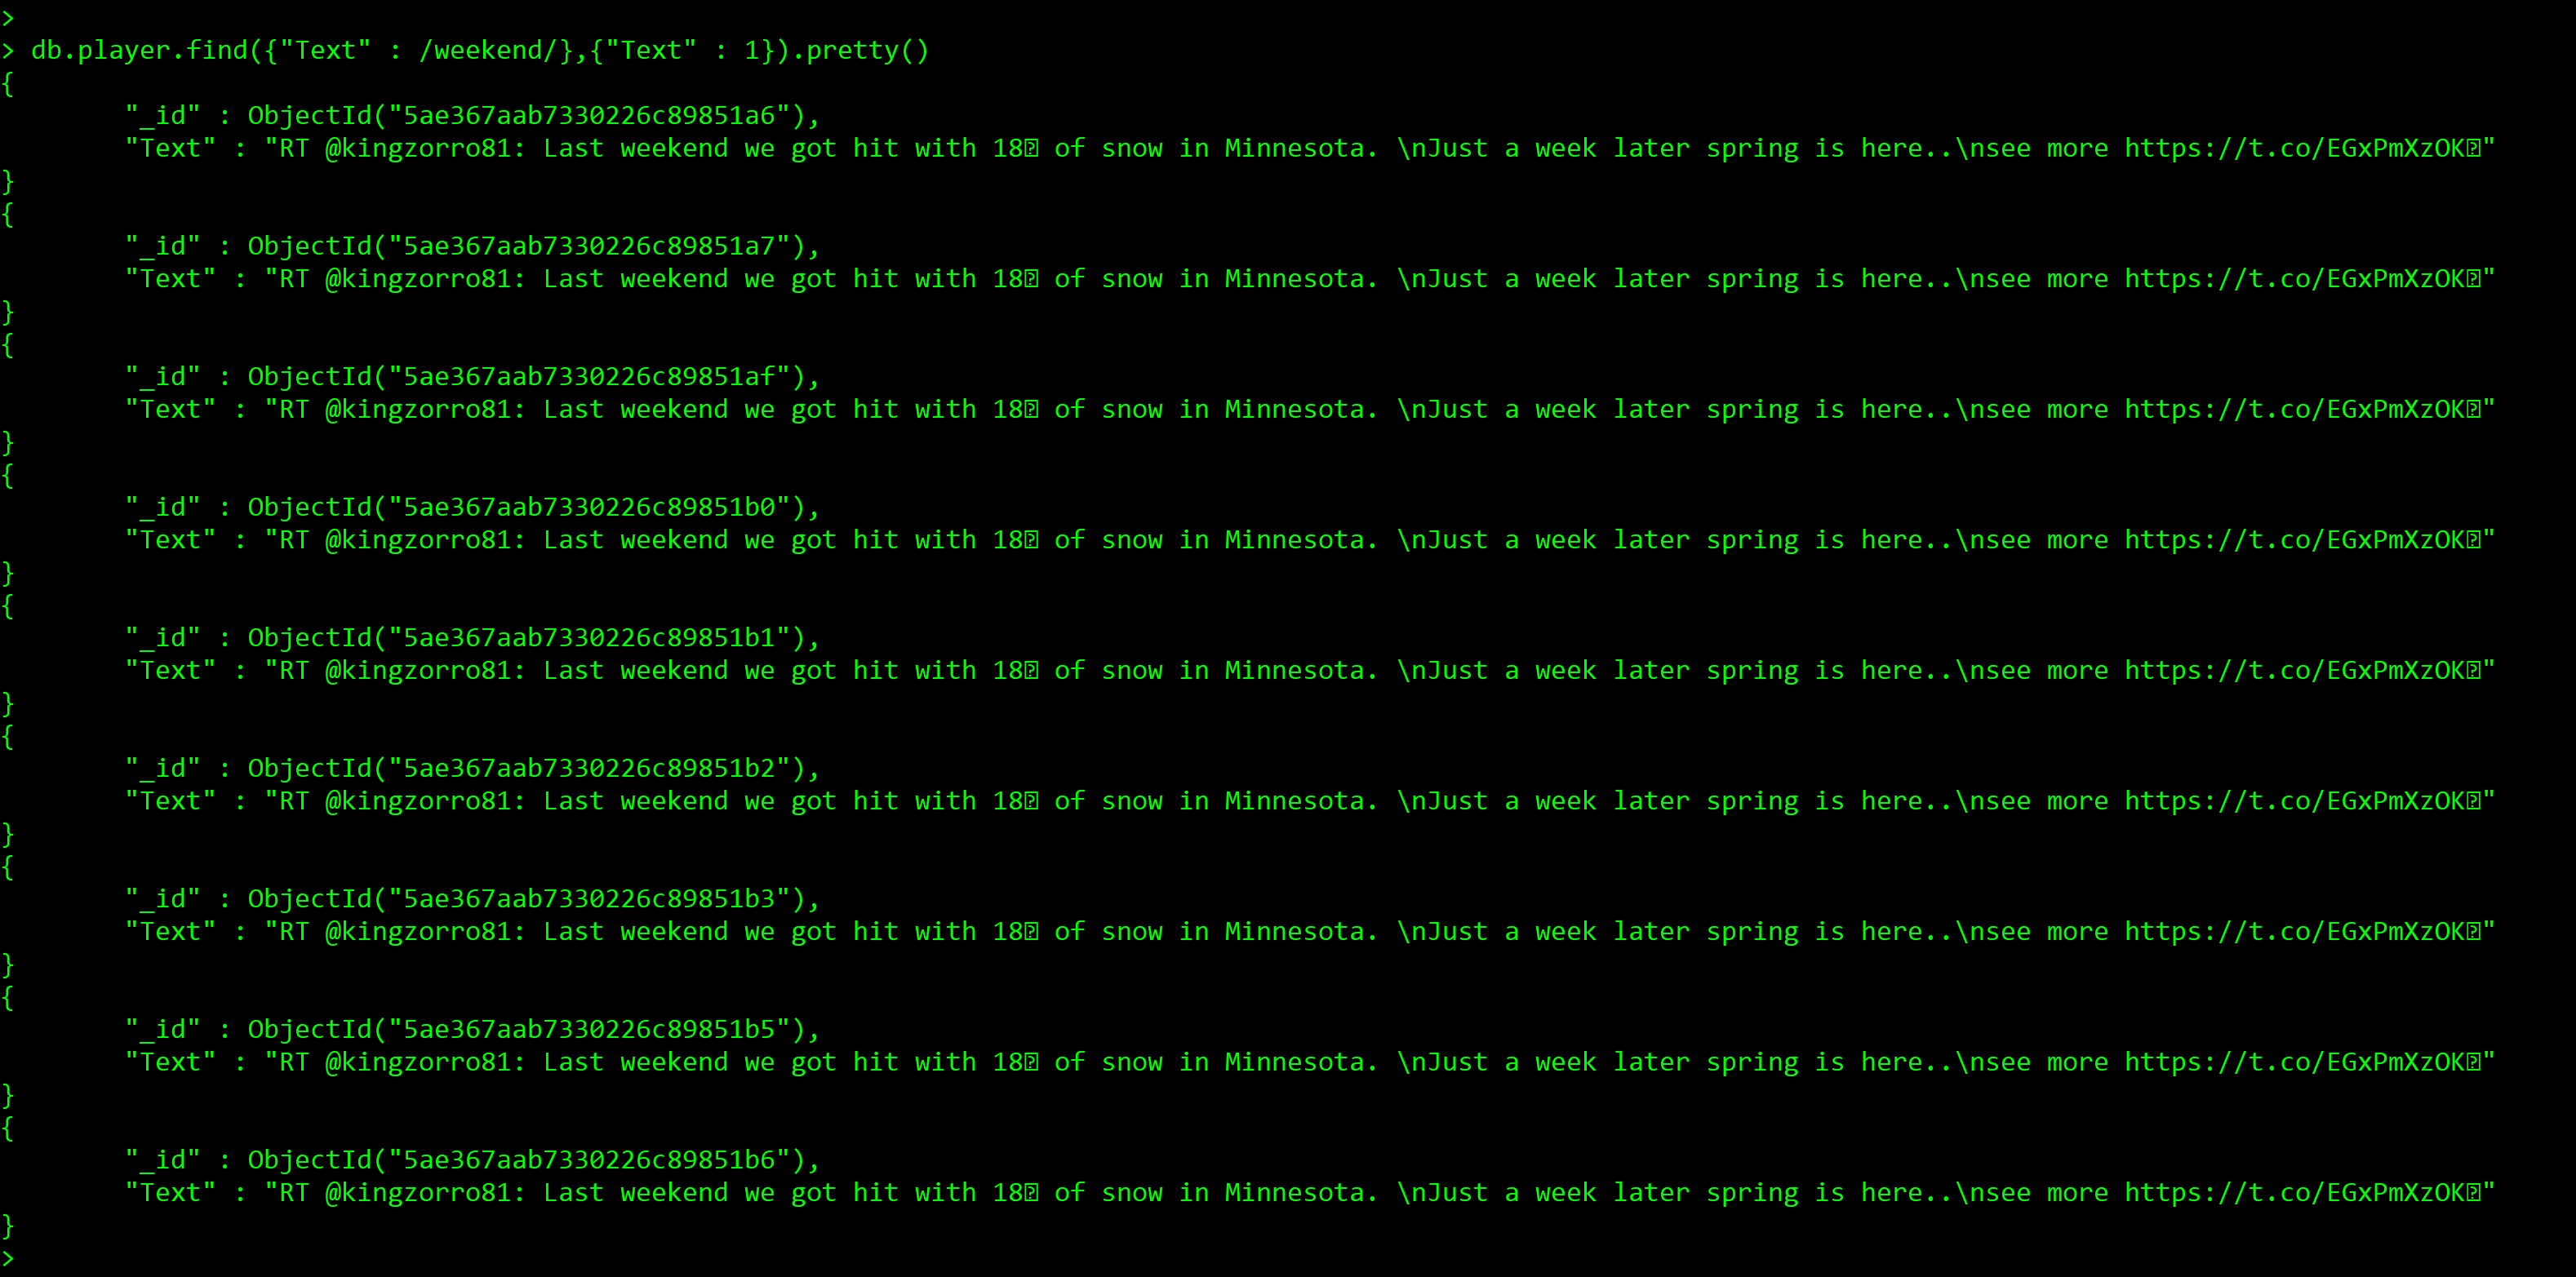 >
> db.player.find({"Text" : /weekend/},{"Text" : 1}).pretty()
{
        "_id" : ObjectId("5ae367aab7330226c89851a6"),
        "Text" : "RT @kingzorro81: Last weekend we got hit with 18� of snow in Minnesota. \nJust a week later spring is here..\nsee more https://t.co/EGxPmXzOK�"
}
{
        "_id" : ObjectId("5ae367aab7330226c89851a7"),
        "Text" : "RT @kingzorro81: Last weekend we got hit with 18� of snow in Minnesota. \nJust a week later spring is here..\nsee more https://t.co/EGxPmXzOK�"
}
{
        "_id" : ObjectId("5ae367aab7330226c89851af"),
        "Text" : "RT @kingzorro81: Last weekend we got hit with 18� of snow in Minnesota. \nJust a week later spring is here..\nsee more https://t.co/EGxPmXzOK�"
}
{
        "_id" : ObjectId("5ae367aab7330226c89851b0"),
        "Text" : "RT @kingzorro81: Last weekend we got hit with 18� of snow in Minnesota. \nJust a week later spring is here..\nsee more https://t.co/EGxPmXzOK�"
}
{
        "_id" : ObjectId("5ae367aab7330226c89851b1"),
        "Text" : "RT @kingzorro81: Last weekend we got hit with 18� of snow in Minnesota. \nJust a week later spring is here..\nsee more https://t.co/EGxPmXzOK�"
}
{
        "_id" : ObjectId("5ae367aab7330226c89851b2"),
        "Text" : "RT @kingzorro81: Last weekend we got hit with 18� of snow in Minnesota. \nJust a week later spring is here..\nsee more https://t.co/EGxPmXzOK�"
}
{
        "_id" : ObjectId("5ae367aab7330226c89851b3"),
        "Text" : "RT @kingzorro81: Last weekend we got hit with 18� of snow in Minnesota. \nJust a week later spring is here..\nsee more https://t.co/EGxPmXzOK�"
}
{
        "_id" : ObjectId("5ae367aab7330226c89851b5"),
        "Text" : "RT @kingzorro81: Last weekend we got hit with 18� of snow in Minnesota. \nJust a week later spring is here..\nsee more https://t.co/EGxPmXzOK�"
}
{
        "_id" : ObjectId("5ae367aab7330226c89851b6"),
        "Text" : "RT @kingzorro81: Last weekend we got hit with 18� of snow in Minnesota. \nJust a week later spring is here..\nsee more https://t.co/EGxPmXzOK�"
}
>